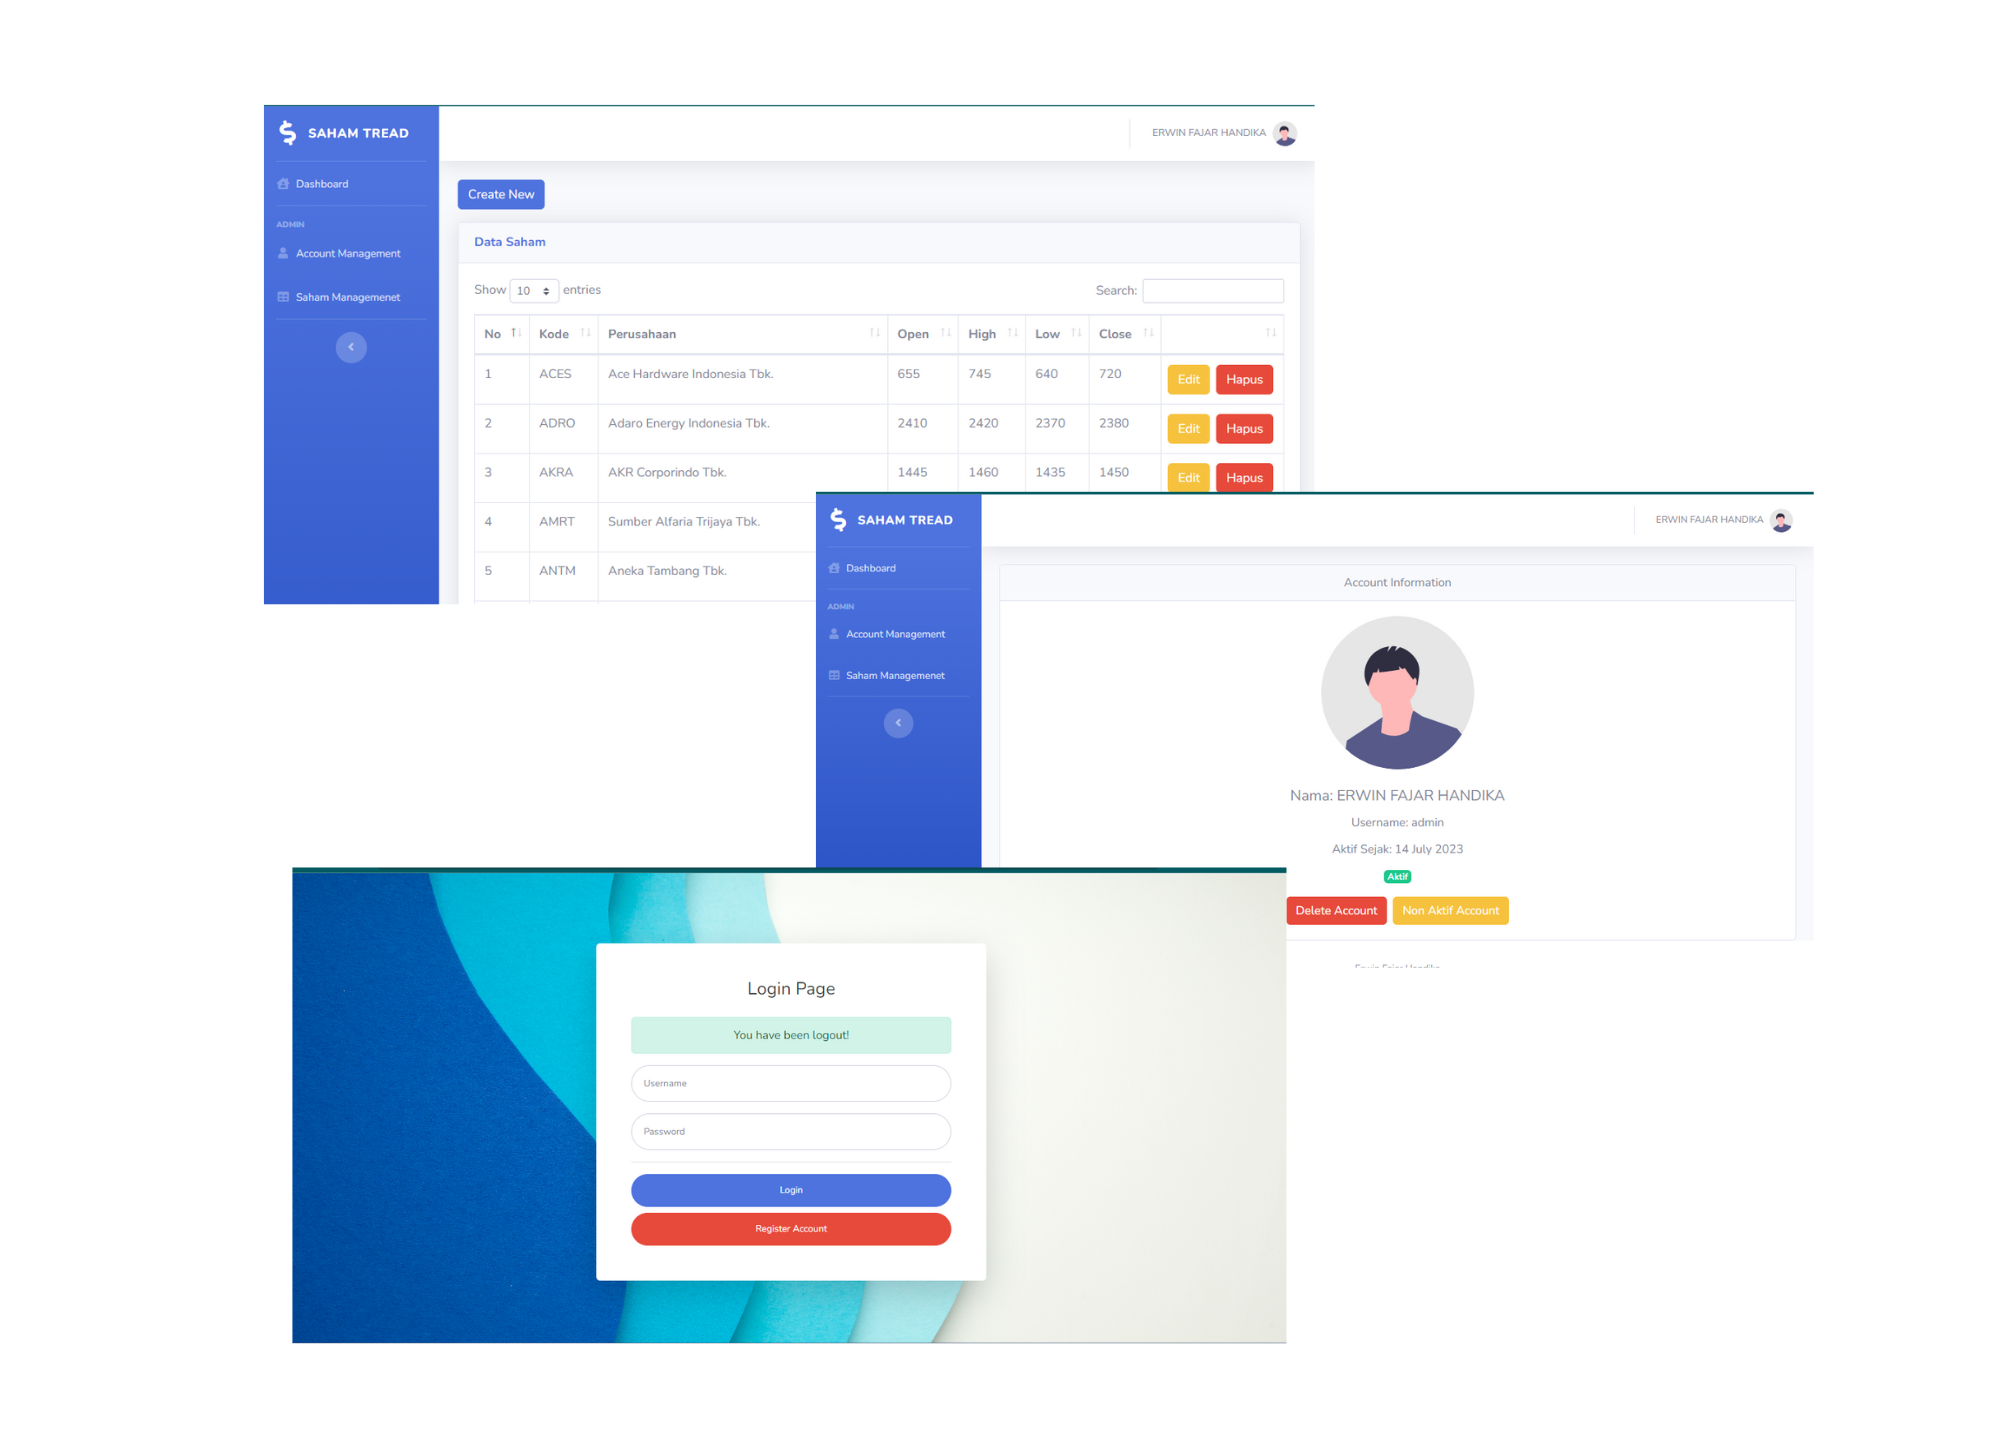 SAHAM TREAD
ERWIN FAJAR HANDIKA
Dashboard
ADMIN
Account Management
Saham Managemenet
Create New
Data Saham
Show 10 entries
Search:
No Kode Perusahaan Open High Low Close
1 ACES Ace Hardware Indonesia Tbk. 655 745 640 720 Edit Hapus
2 ADRO Adaro Energy Indonesia Tbk. 2410 2420 2370 2380 Edit Hapus
3 AKRA AKR Corporindo Tbk. 1445 1460 1435 1450 Edit Hapus
4 AMRT Sumber Alfaria Trijaya Tbk.
5 ANTM Aneka Tambang Tbk.
SAHAM TREAD
ERWIN FAJAR HANDIKA
Dashboard
ADMIN
Account Management
Saham Managemenet
Account Information
Nama: ERWIN FAJAR HANDIKA
Username: admin
Aktif Sejak: 14 July 2023
Aktif
Delete Account Non Aktif Account
Login Page
You have been logout!
Username
Password
Login
Register Account